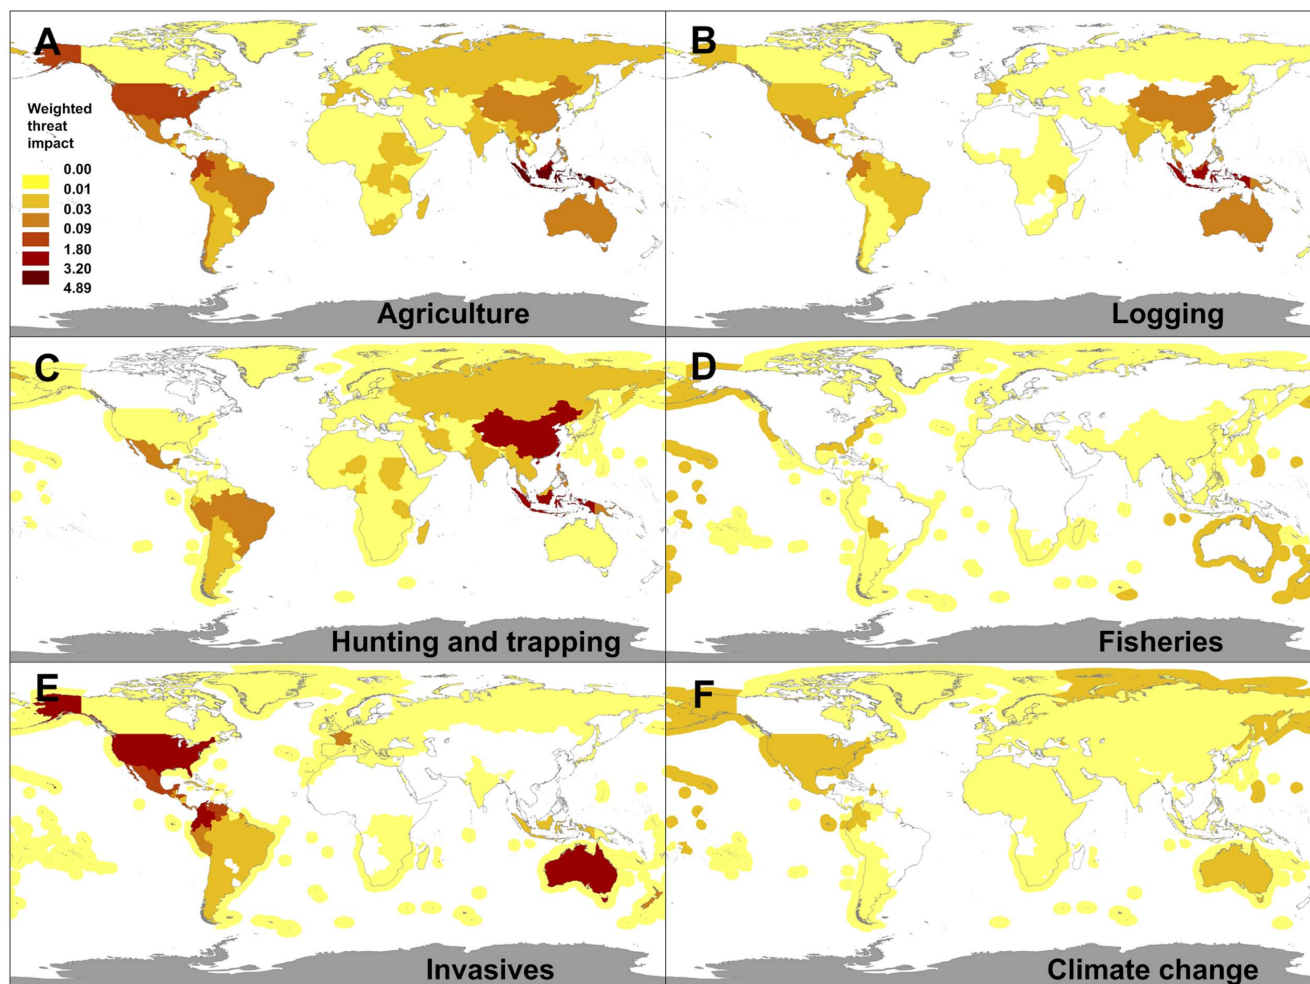 A
B
Weighted
threat
impact
0.00
0.01
0.03
0.09
1.80
3.20
4.89
Agriculture
Logging
C
D
Hunting and trapping
Fisheries
E
F
Invasives
Climate change